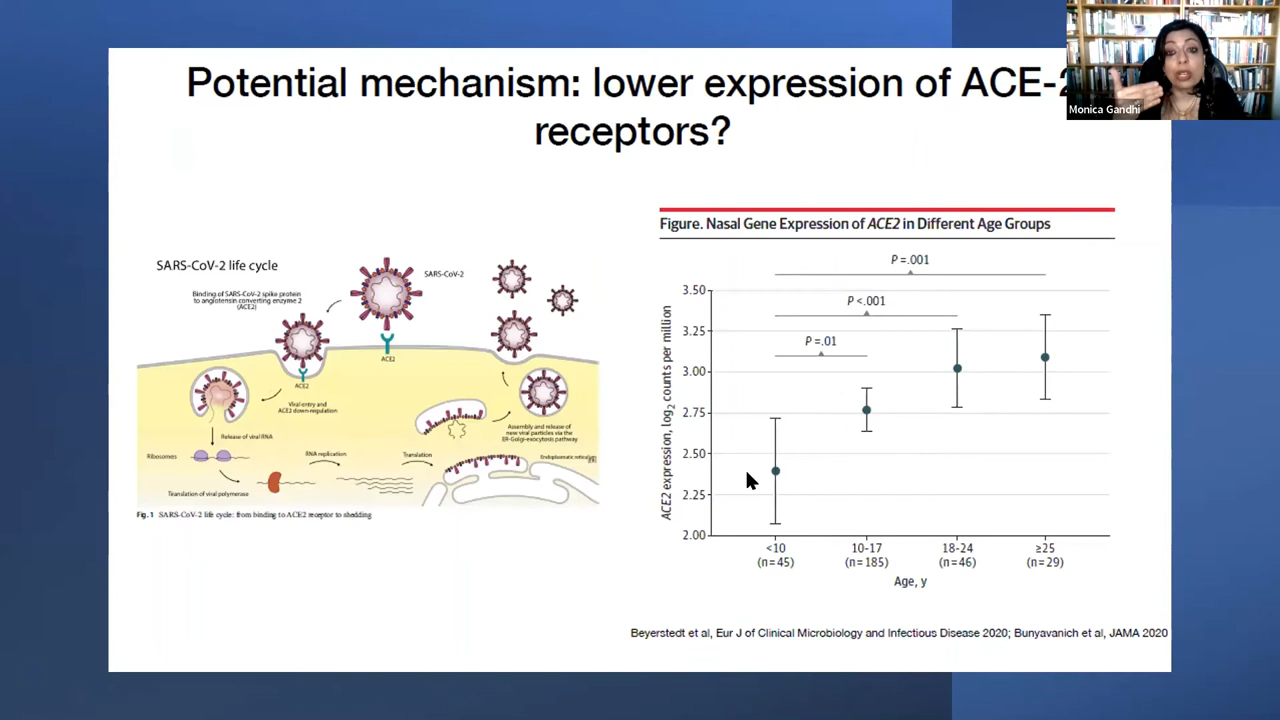 Potential mechanism: lower expression of ACE-2
receptors?
Monica Gandhi
SARS-CoV-2 life cycle
SARS-CoV-2
Binding of SARS-CoV-2 spike protein
to angiotensin converting enzyme 2
(ACE2)
ACE2
ACE2
Viral entry and
ACE2 down-regulation
Release of viral RNA
Ribosomes
RNA replication
Translation
Translation of viral polymerase
Assembly and release of
new viral particles via the
ER-Golgi-exocytosis pathway
Endoplasmatic reticulum
Fig. 1 SARS-CoV-2 life cycle: from binding to ACE2 receptor to shedding
Figure. Nasal Gene Expression of ACE2 in Different Age Groups
P = .001
P < .001
P = .01
ACE2 expression, log2 counts per million
3.50
3.25
3.00
2.75
2.50
2.25
2.00
<10 10-17 18-24 ≥25
(n=45) (n=185) (n=46) (n=29)
Age, y
Beyerstedt et al, Eur J of Clinical Microbiology and Infectious Disease 2020; Bunyavanich et al, JAMA 2020